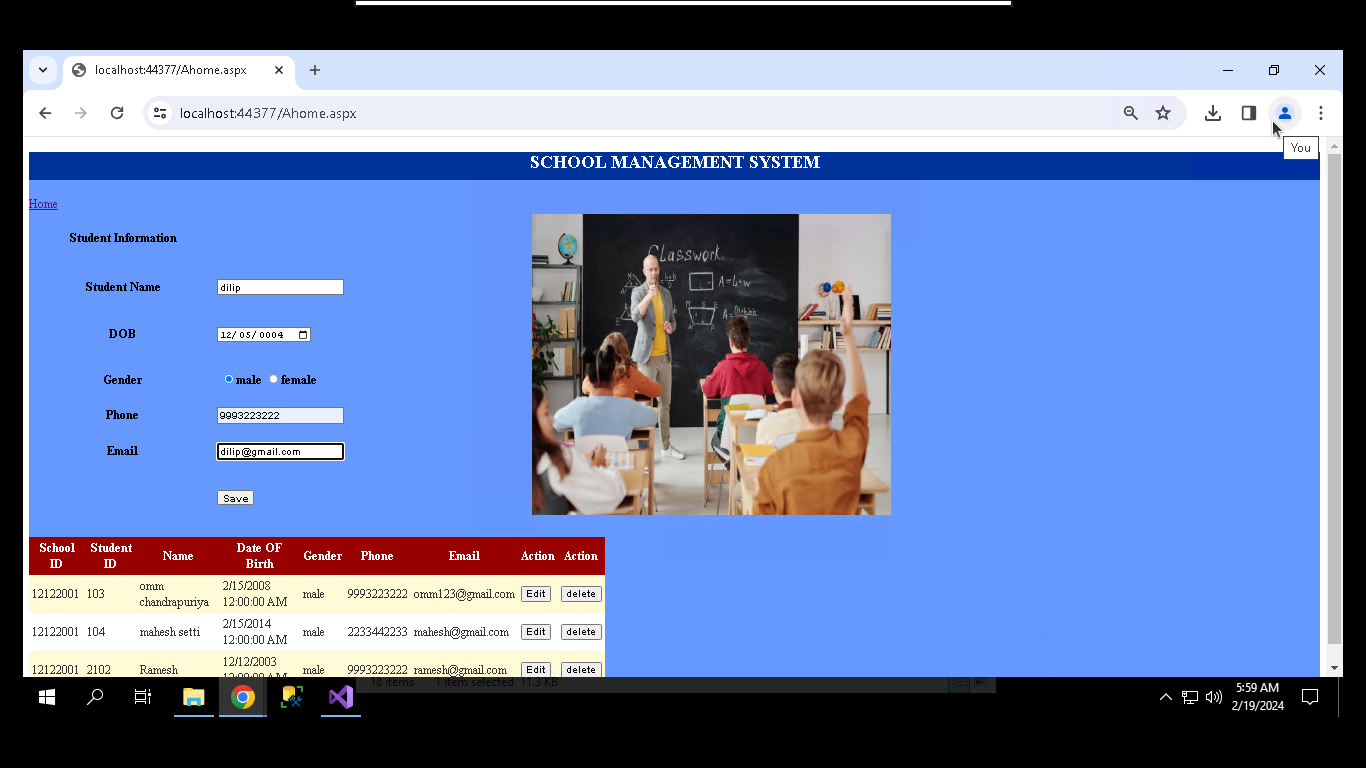 localhost:44377/Ahome.aspx
localhost:44377/Ahome.aspx
You
SCHOOL MANAGEMENT SYSTEM
Home
Student Information
Student Name dilip
DOB 12/05/0004
Gender male female
Phone 9993223222
Email dilip@gmail.com
Save
Classwork
School ID Student ID Name Date OF Birth Gender Phone Email Action Action
12122001 103 omm chandrapuriya 2/15/2008 12:00:00 AM male 9993223222 omm123@gmail.com Edit delete
12122001 104 mahesh setti 2/15/2014 12:00:00 AM male 2233442233 mahesh@gmail.com Edit delete
12122001 2102 Ramesh 12/12/2003 12:00:00 AM male 9993223222 ramesh@gmail.com Edit delete
18 items 1 item selected 11.3 KB
5:59 AM
2/19/2024